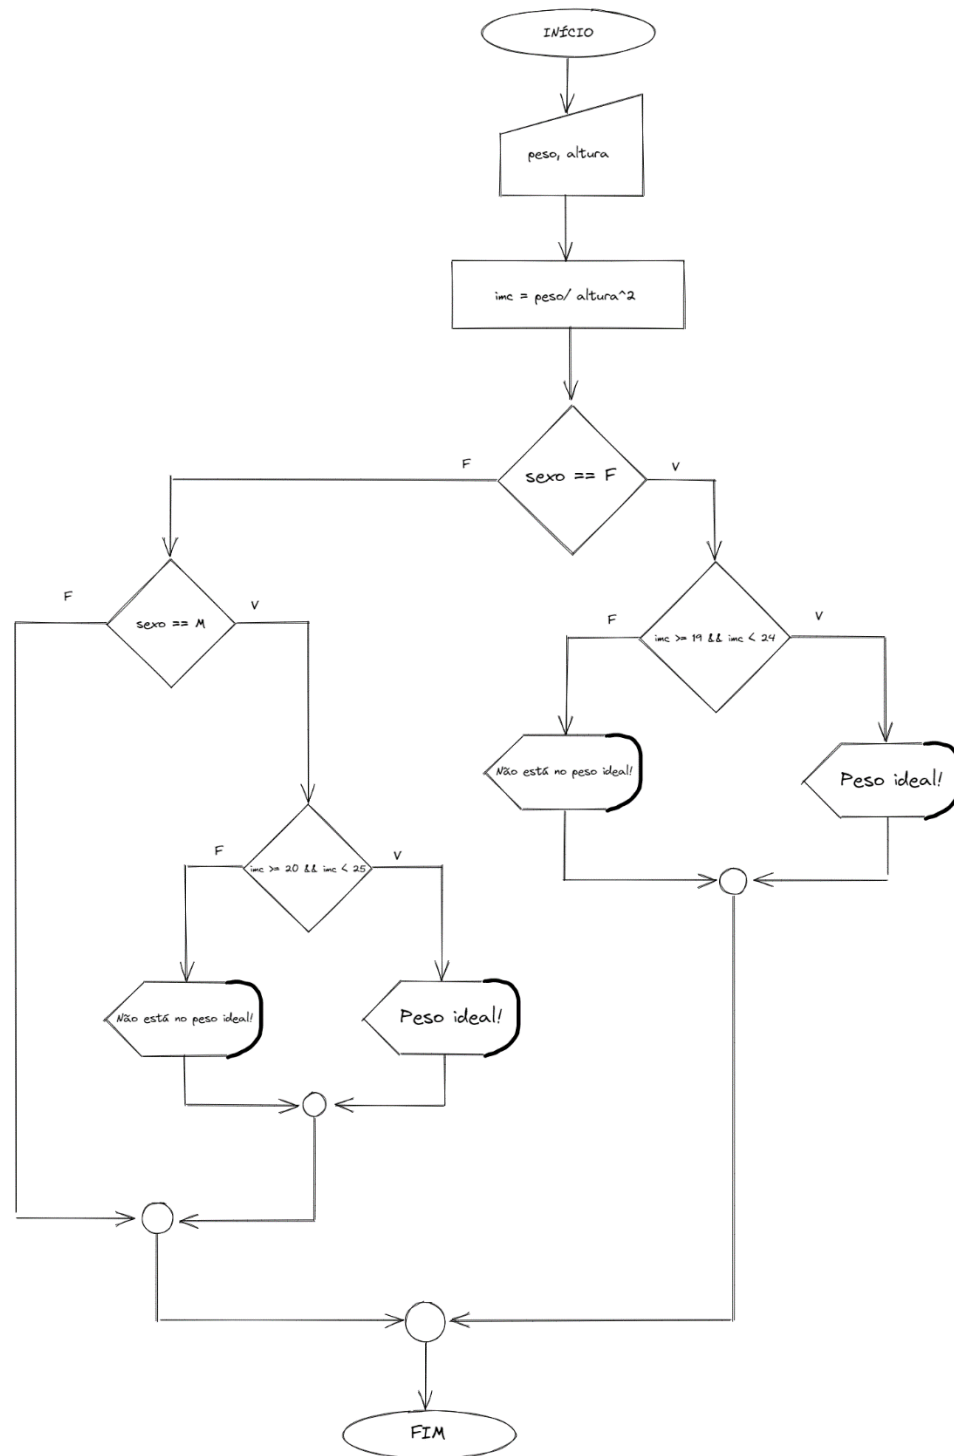 INÍCIO
peso, altura
imc = peso/ altura^2
F
sexo == F
V
F
sexo == M
V
F
imc >= 19 && imc < 24
V
Não está no peso ideal!
Peso ideal!
F
imc >= 20 && imc < 25
V
Não está no peso ideal!
Peso ideal!
FIM